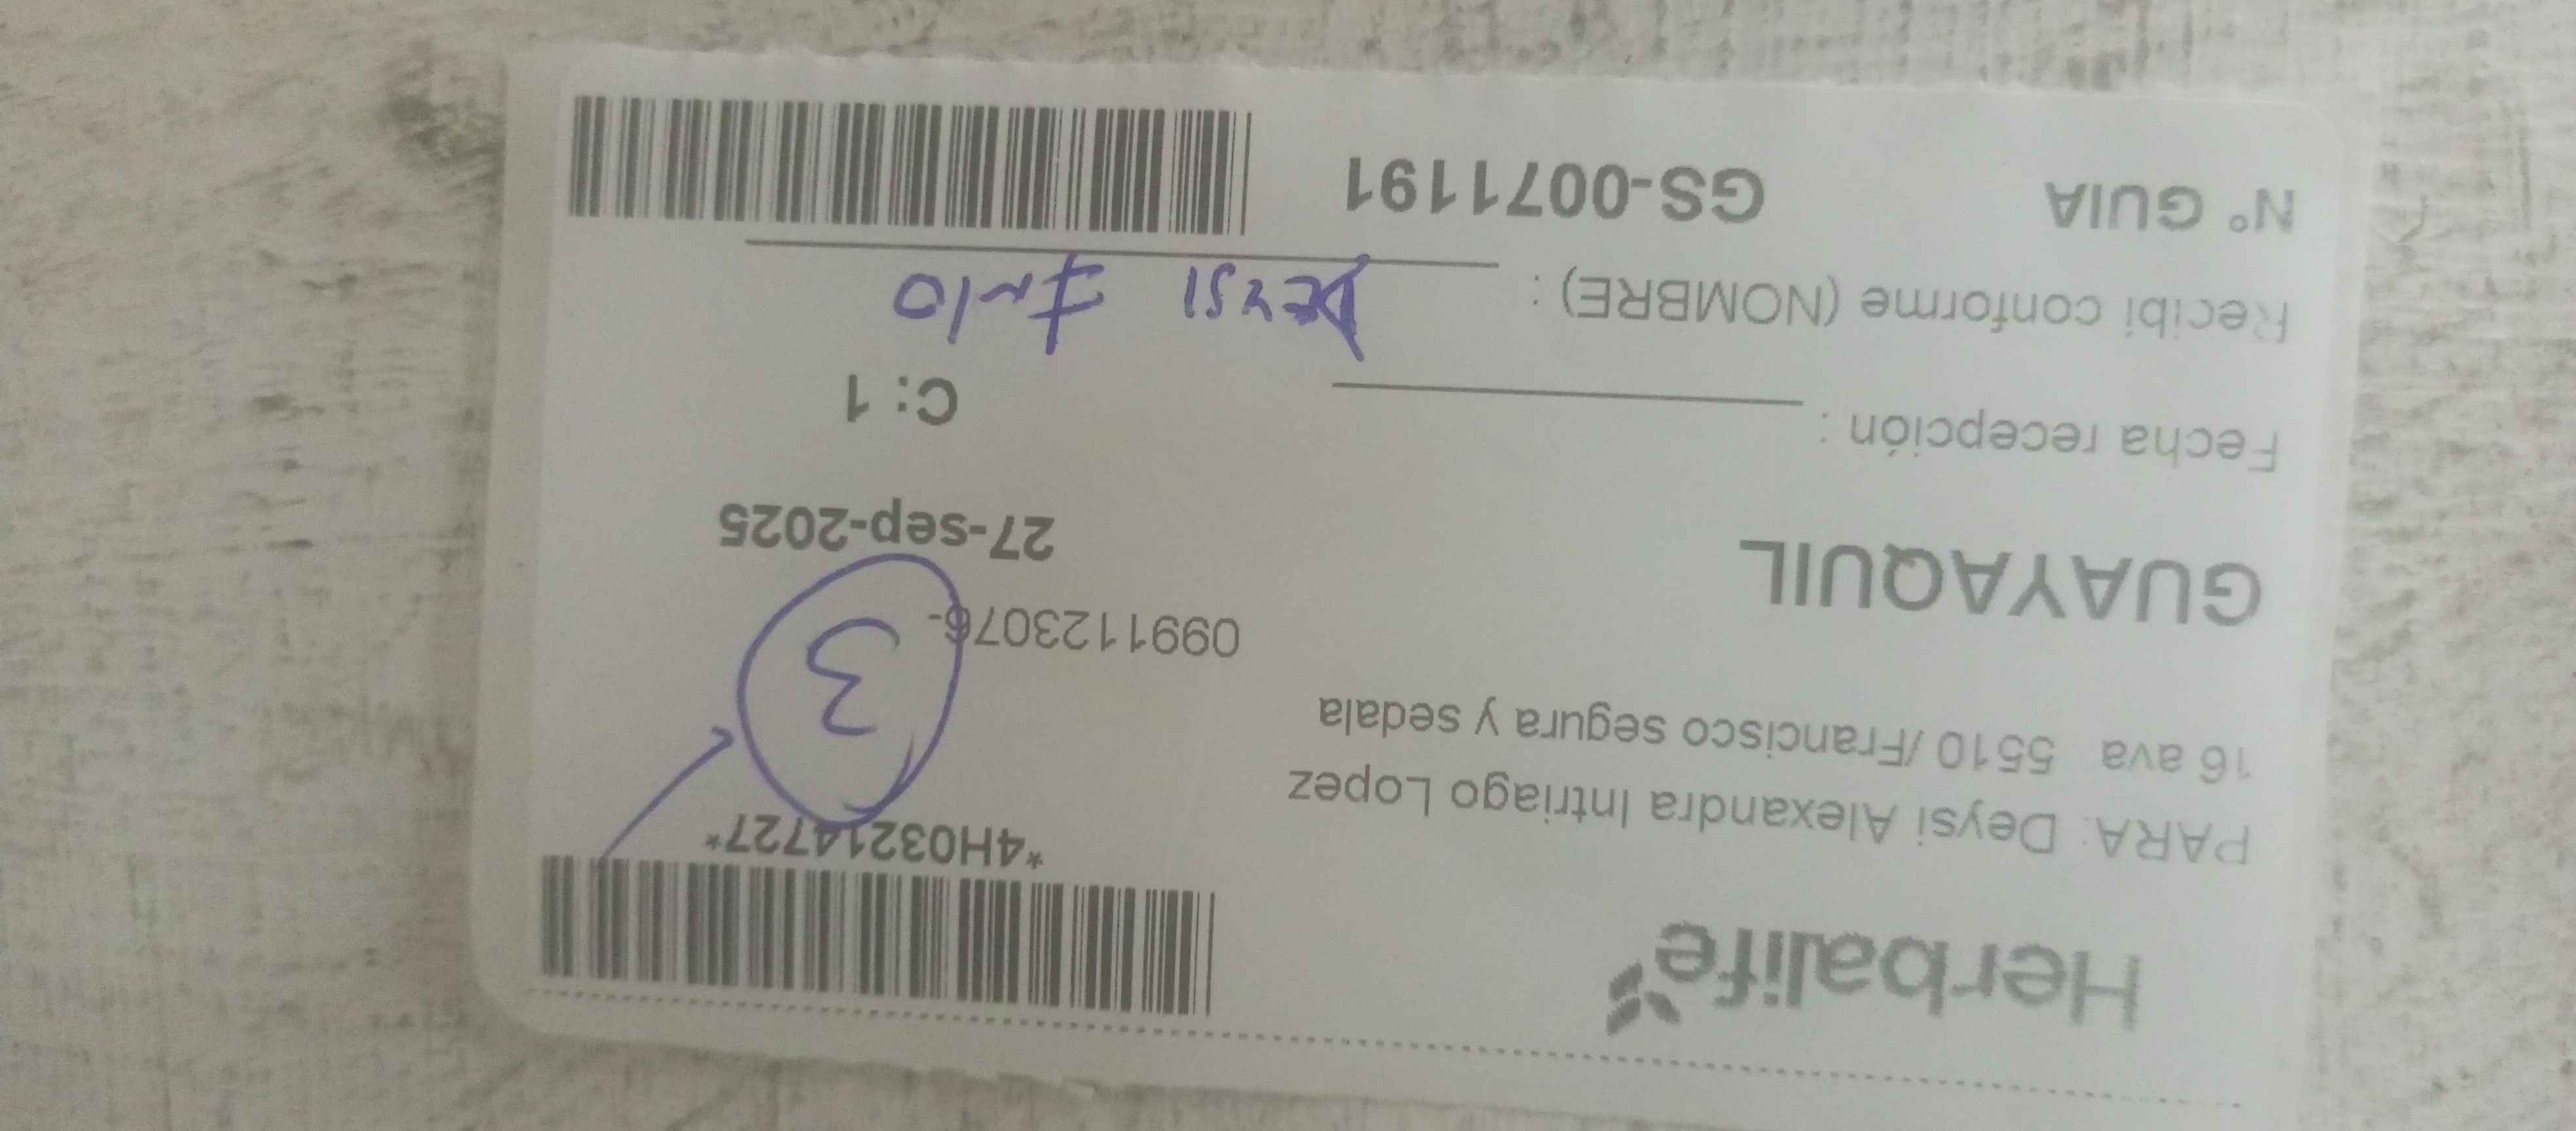 Herbalife
*4H03214727*
PARA: Deysi Alexandra Intriago Lopez
16 ava 5510 /Francisco segura y sedala
3
0991123076-
GUAYAQUIL
27-sep-2025
Fecha recepción :
C: 1
Recibi conforme (NOMBRE) :
DEYSI
N° GUIA GS-0071191